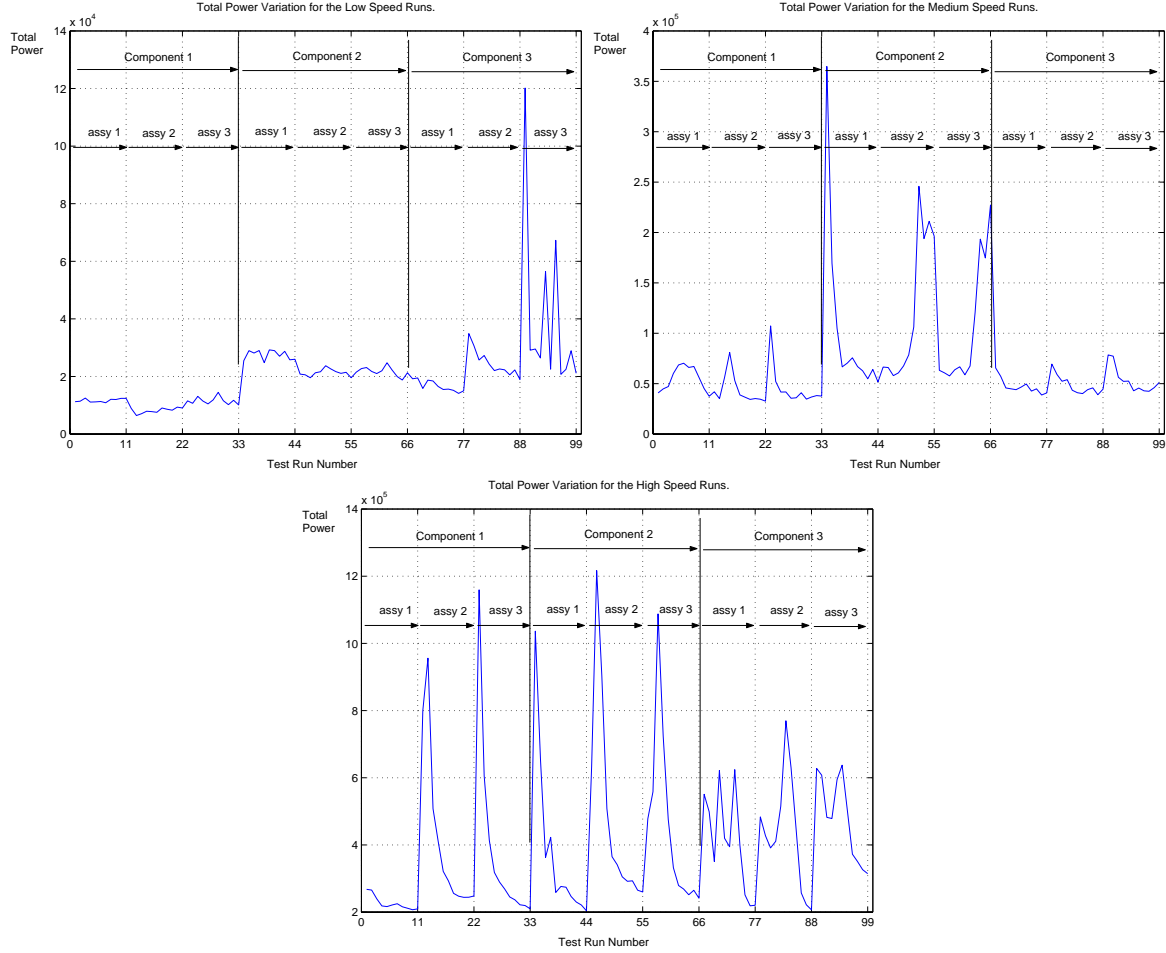 Total Power Variation for the Low Speed Runs.
Total
Power
x 10^4
14
12
10
8
6
4
2
0
Component 1
Component 2
Component 3
assy 1
assy 2
assy 3
assy 1
assy 2
assy 3
assy 1
assy 2
assy 3
0 11 22 33 44 55 66 77 88 99
Test Run Number
Total Power Variation for the Medium Speed Runs.
Total
Power
x 10^5
4
3.5
3
2.5
2
1.5
1
0.5
0
Component 1
Component 2
Component 3
assy 1
assy 2
assy 3
assy 1
assy 2
assy 3
assy 1
assy 2
assy 3
0 11 22 33 44 55 66 77 88 99
Test Run Number
Total Power Variation for the High Speed Runs.
Total
Power
x 10^5
14
12
10
8
6
4
2
Component 1
Component 2
Component 3
assy 1
assy 2
assy 3
assy 1
assy 2
assy 3
assy 1
assy 2
assy 3
0 11 22 33 44 55 66 77 88 99
Test Run Number